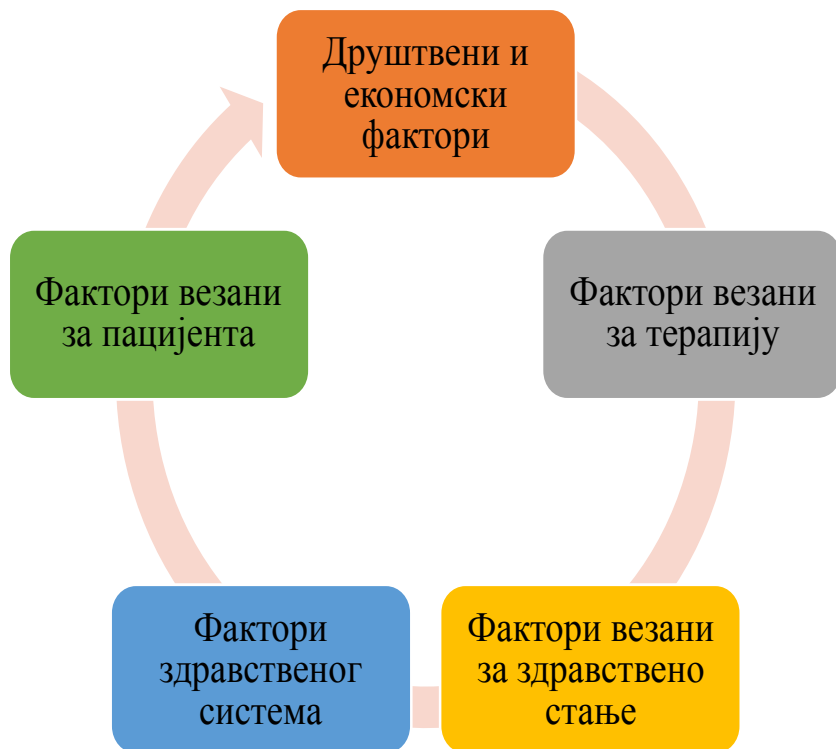 Друштвени и
економски
фактори
Фактори везани
за терапију
Фактори везани
за здравствено
стање
Фактори
здравственог
система
Фактори везани
за пацијента